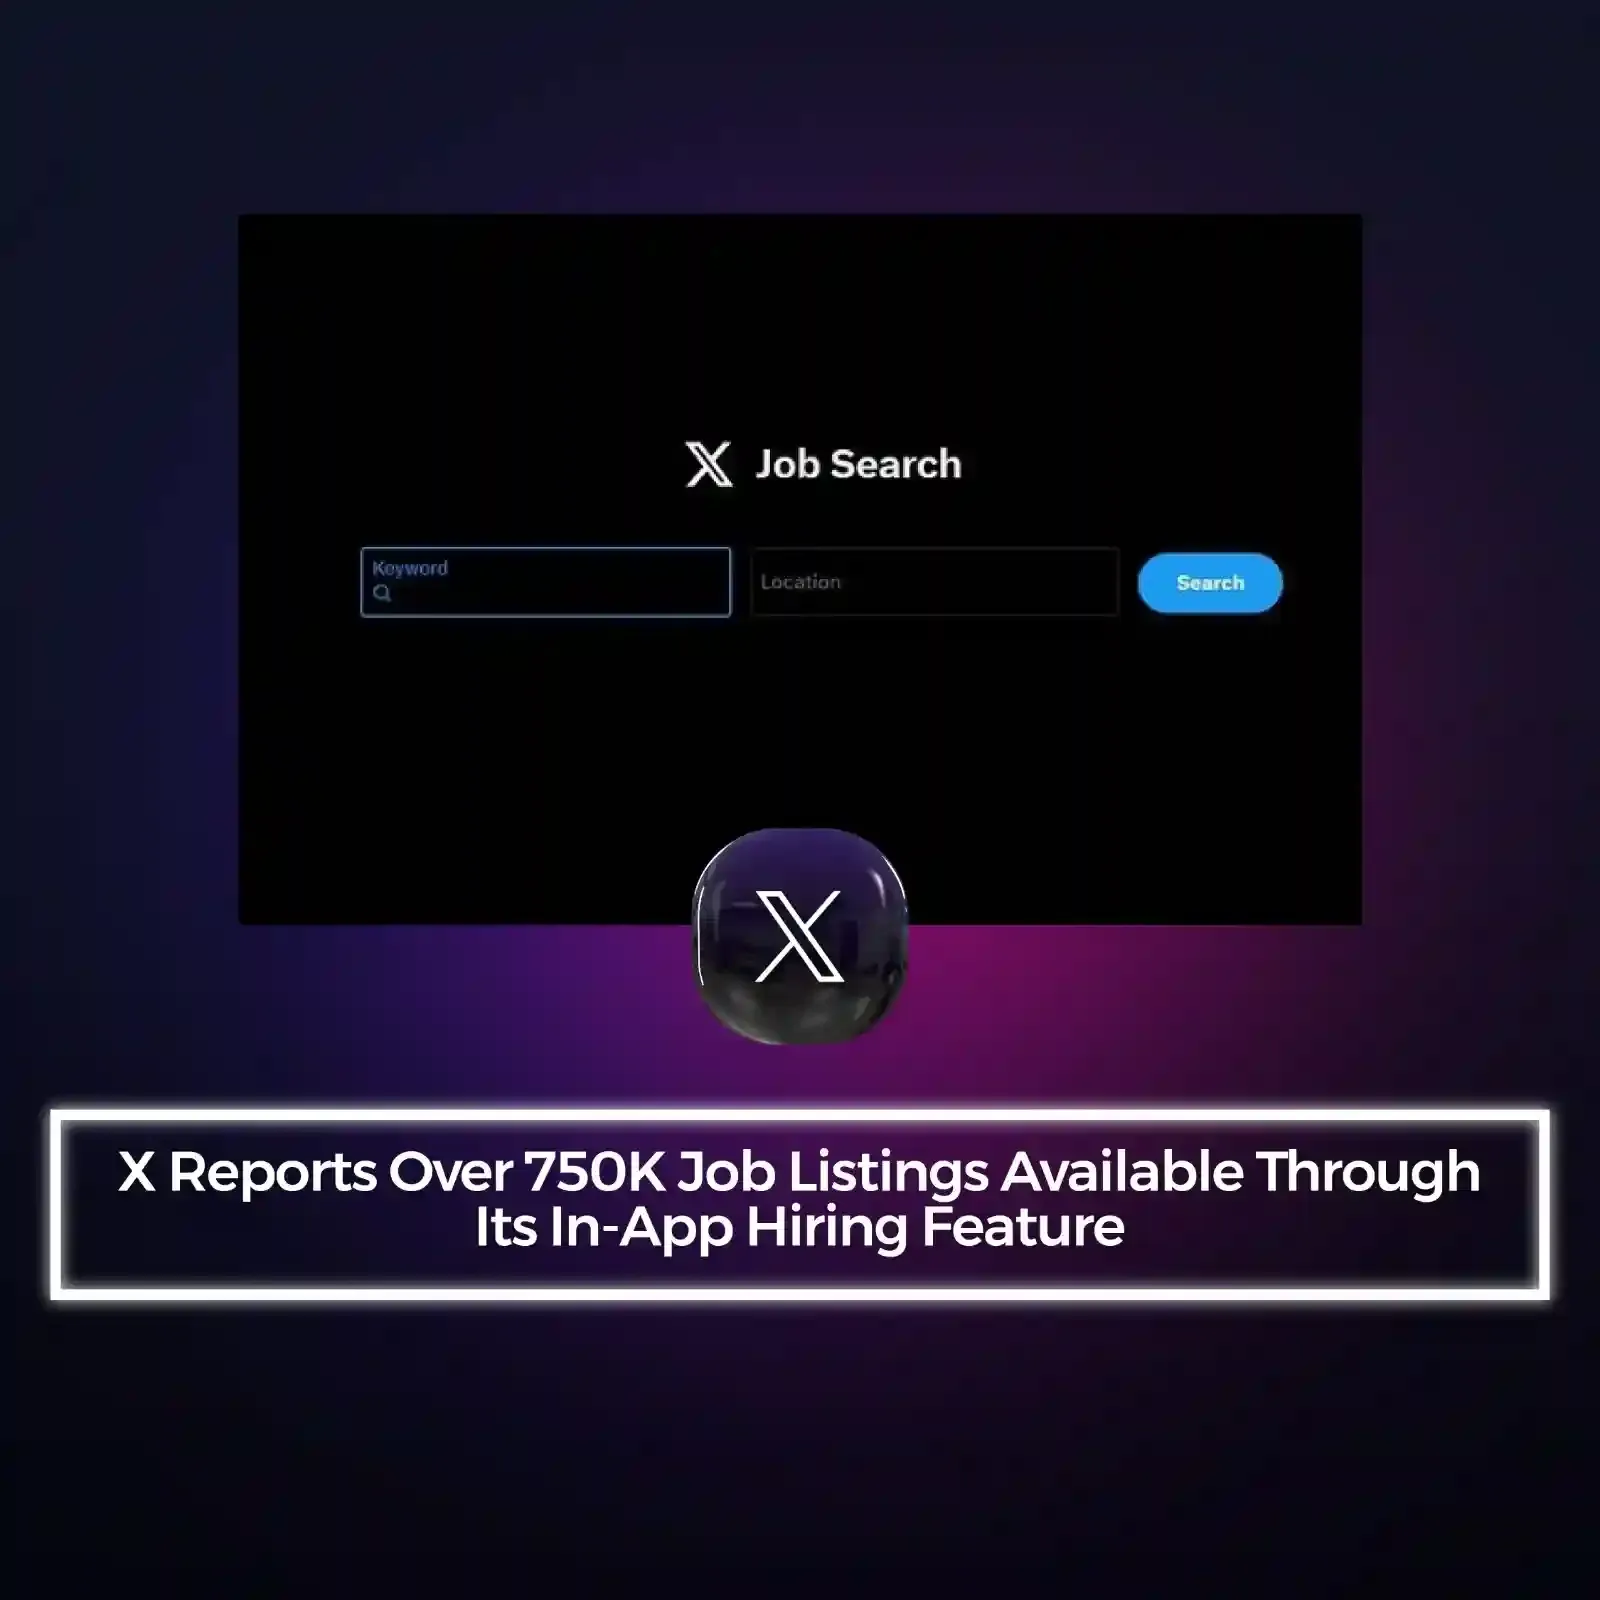 X Job Search
Keyword
Location
Search
X
X Reports Over 750K Job Listings Available Through
Its In-App Hiring Feature